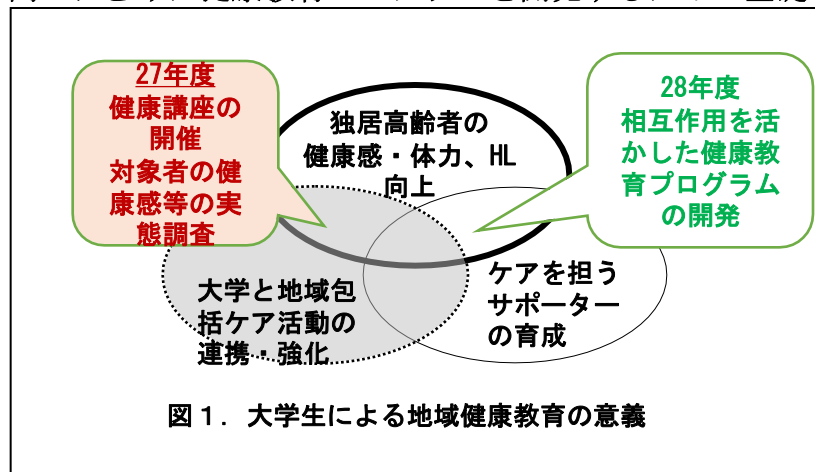 27年度
健康講座の
開催
対象者の健
康感等の実
態調査
独居高齢者の
健康感・体力、HL
向上
28年度
相互作用を活
かした健康教
育プログラム
の開発
大学と地域包
括ケア活動の
連携・強化
ケアを担う
サポーター
の育成
図１．大学生による地域健康教育の意義